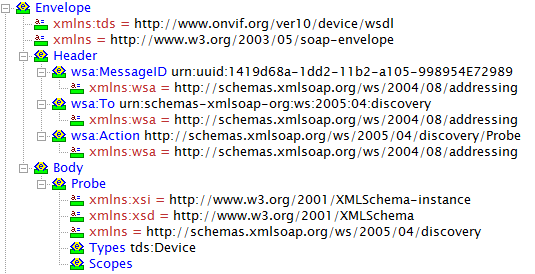 Envelope
xmlns:tds = http://www.onvif.org/ver10/device/wsdl
xmlns = http://www.w3.org/2003/05/soap-envelope
Header
wsa:MessageID urn:uuid:1419d68a-1dd2-11b2-a105-998954E72989
xmlns:wsa = http://schemas.xmlsoap.org/ws/2004/08/addressing
wsa:To urn:schemas-xmlsoap-org:ws:2005:04:discovery
xmlns:wsa = http://schemas.xmlsoap.org/ws/2004/08/addressing
wsa:Action http://schemas.xmlsoap.org/ws/2005/04/discovery/Probe
xmlns:wsa = http://schemas.xmlsoap.org/ws/2004/08/addressing
Body
Probe
xmlns:xsi = http://www.w3.org/2001/XMLSchema-instance
xmlns:xsd = http://www.w3.org/2001/XMLSchema
xmlns = http://schemas.xmlsoap.org/ws/2005/04/discovery
Types tds:Device
Scopes